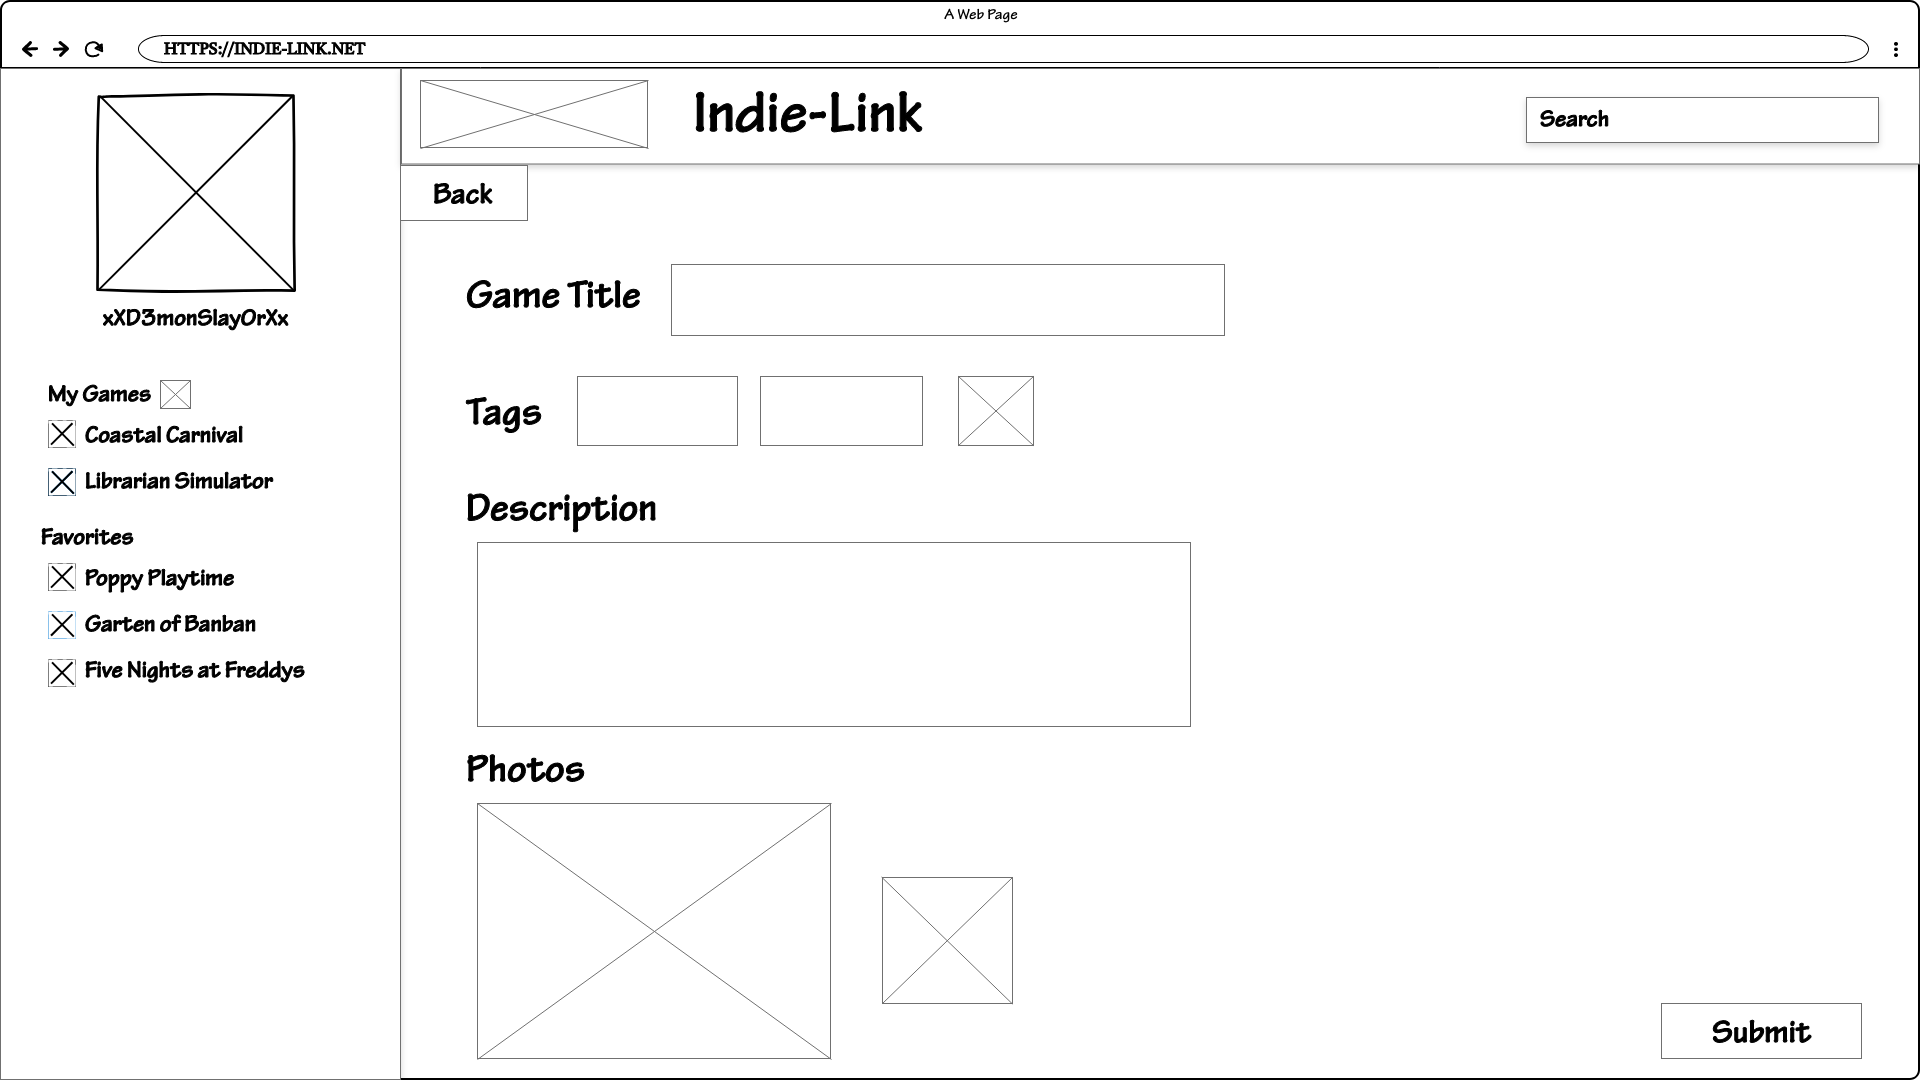 A Web Page
HTTPS://INDIE-LINK.NET
Indie-Link
Search
Back
xXD3monSlayOrXx
My Games
Coastal Carnival
Librarian Simulator
Favorites
Poppy Playtime
Garten of Banban
Five Nights at Freddys
Game Title
Tags
Description
Photos
Submit